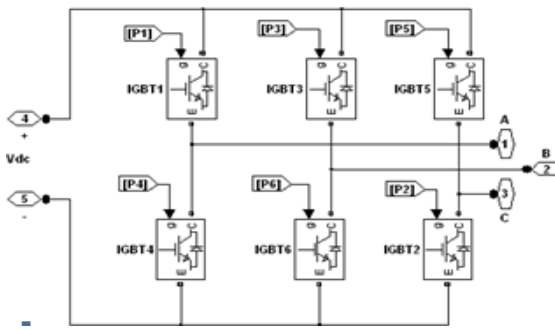 [P1]
[P3]
[P5]
g C
g C
g C
IGBT1
IGBT3
IGBT5
E
E
E
4
+
A
1
Vdc
B
2
[P4]
[P6]
[P2]
5
-
3
C
g C
g C
g C
IGBT4
IGBT6
IGBT2
E
E
E